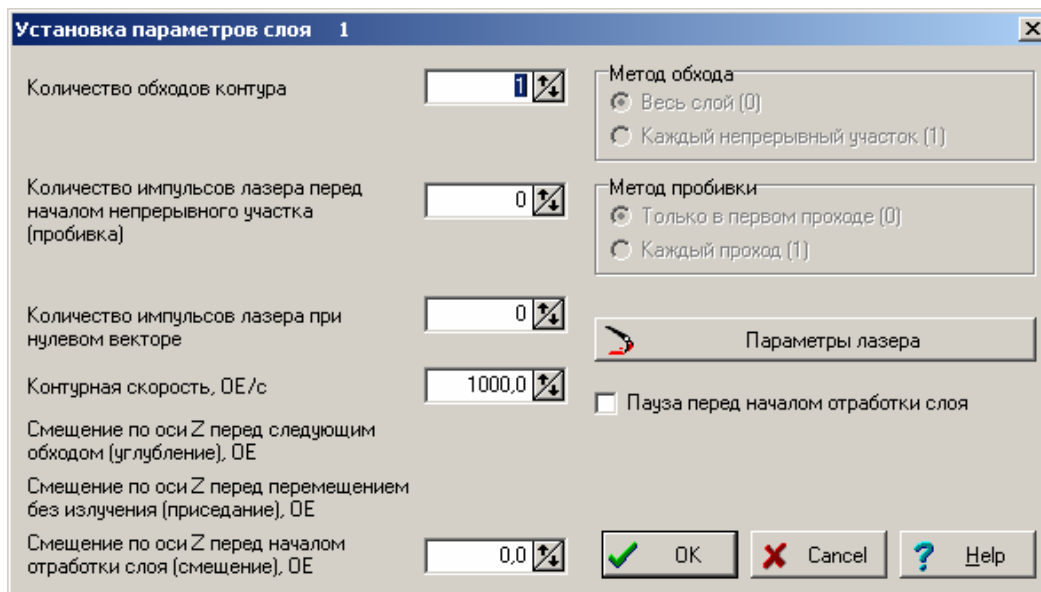 Установка параметров слоя 1
Количество обходов контура
1
Метод обхода
Весь слой (0)
Каждый непрерывный участок (1)
Количество импульсов лазера перед
началом непрерывного участка
(пробивка)
0
Метод пробивки
Только в первом проходе (0)
Каждый проход (1)
Количество импульсов лазера при
нулевом векторе
0
Параметры лазера
Контурная скорость, ОЕ/с
1000,0
Пауза перед началом отработки слоя
Смещение по оси Z перед следующим
обходом (углубление), ОЕ
Смещение по оси Z перед перемещением
без излучения (приседание), ОЕ
Смещение по оси Z перед началом
отработки слоя (смещение), ОЕ
0,0
OK
Cancel
Help